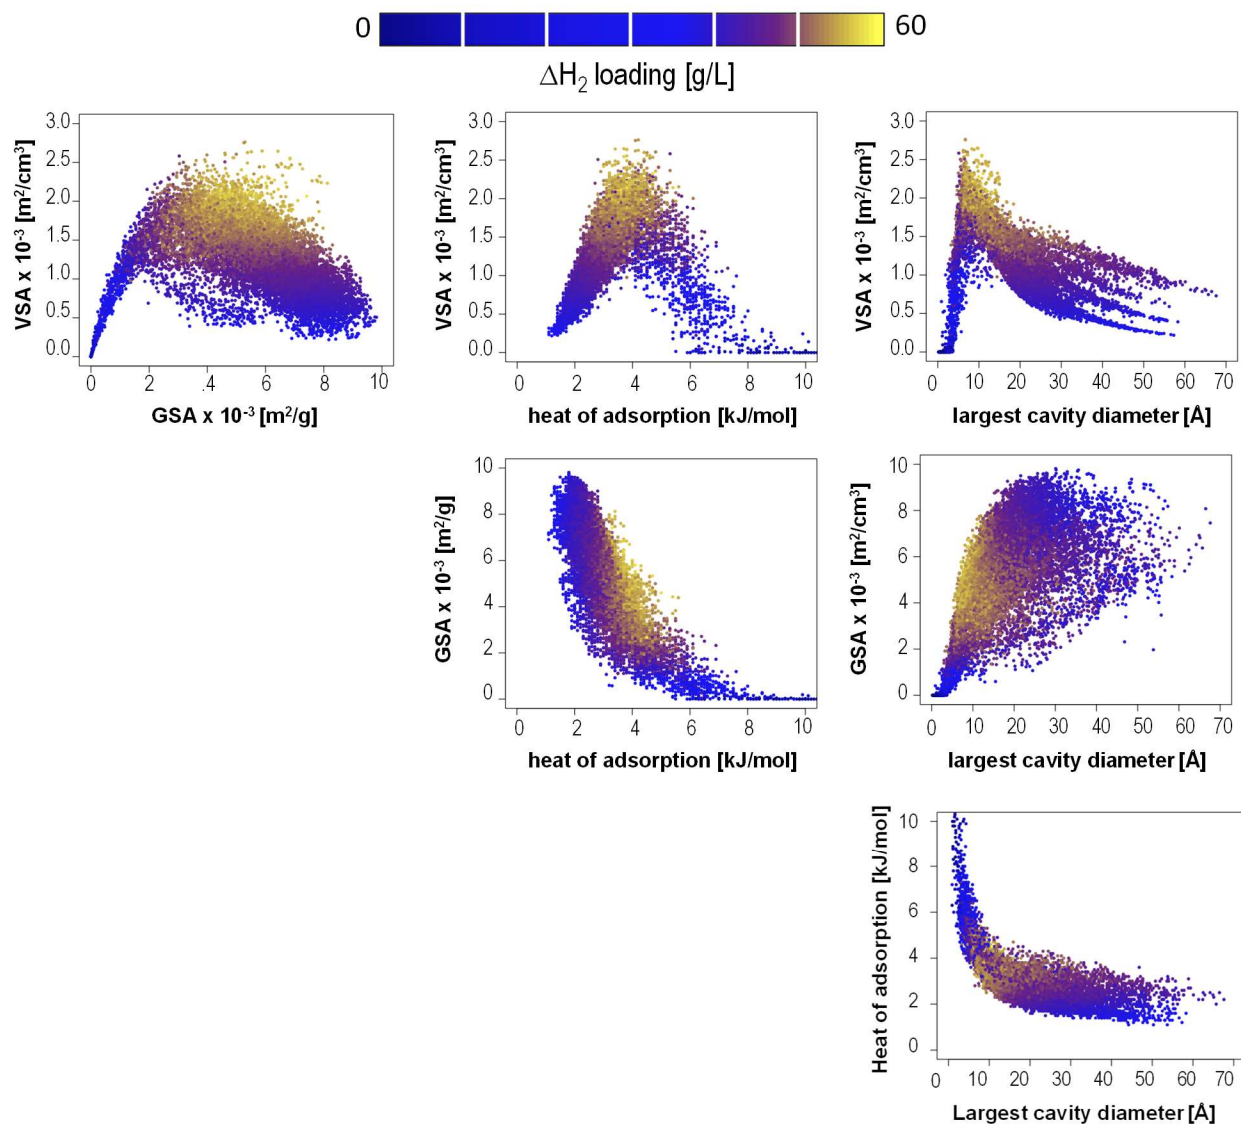 0 60
ΔH₂ loading [g/L]
3.0
2.5
2.0
1.5
1.0
0.5
0.0
VSA x 10⁻³ [m²/cm³]
0 2 .4 6 8 10
GSA x 10⁻³ [m²/g]
3.0
2.5
2.0
1.5
1.0
0.5
0.0
VSA x 10⁻³ [m²/cm³]
0 2 4 6 8 10
heat of adsorption [kJ/mol]
3.0
2.5
2.0
1.5
1.0
0.5
0.0
VSA x 10⁻³ [m²/cm³]
0 10 20 30 40 50 60 70
largest cavity diameter [Å]
10
8
6
4
2
0
GSA x 10⁻³ [m²/g]
0 2 4 6 8 10
heat of adsorption [kJ/mol]
10
8
6
4
2
0
GSA x 10⁻³ [m²/cm³]
0 10 20 30 40 50 60 70
largest cavity diameter [Å]
10
8
6
4
2
0
Heat of adsorption [kJ/mol]
0 10 20 30 40 50 60 70
Largest cavity diameter [Å]